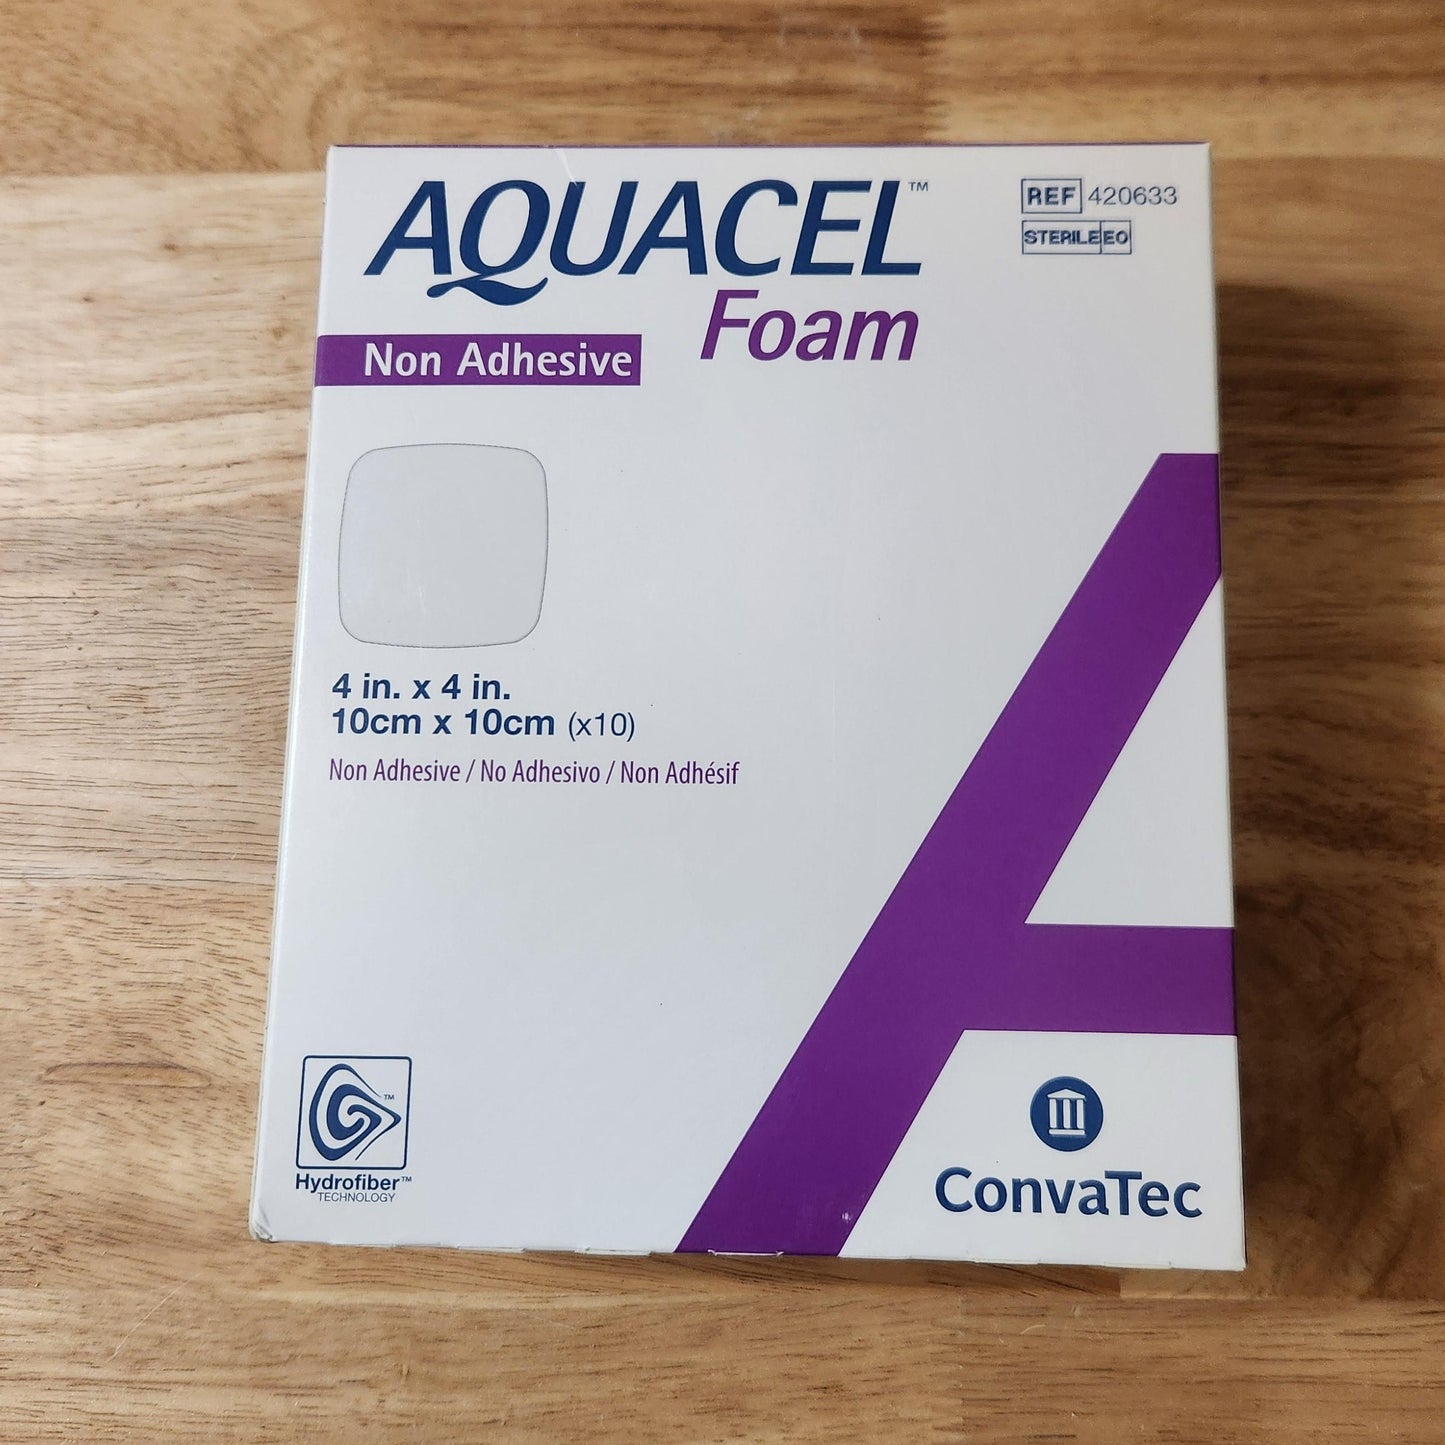 AQUACEL™
Foam
REF 420633
STERILE EO
Non Adhesive
4 in. x 4 in.
10cm x 10cm (x10)
Non Adhesive / No Adhesivo / Non Adhésif
™
Hydrofiber™
TECHNOLOGY
ConvaTec